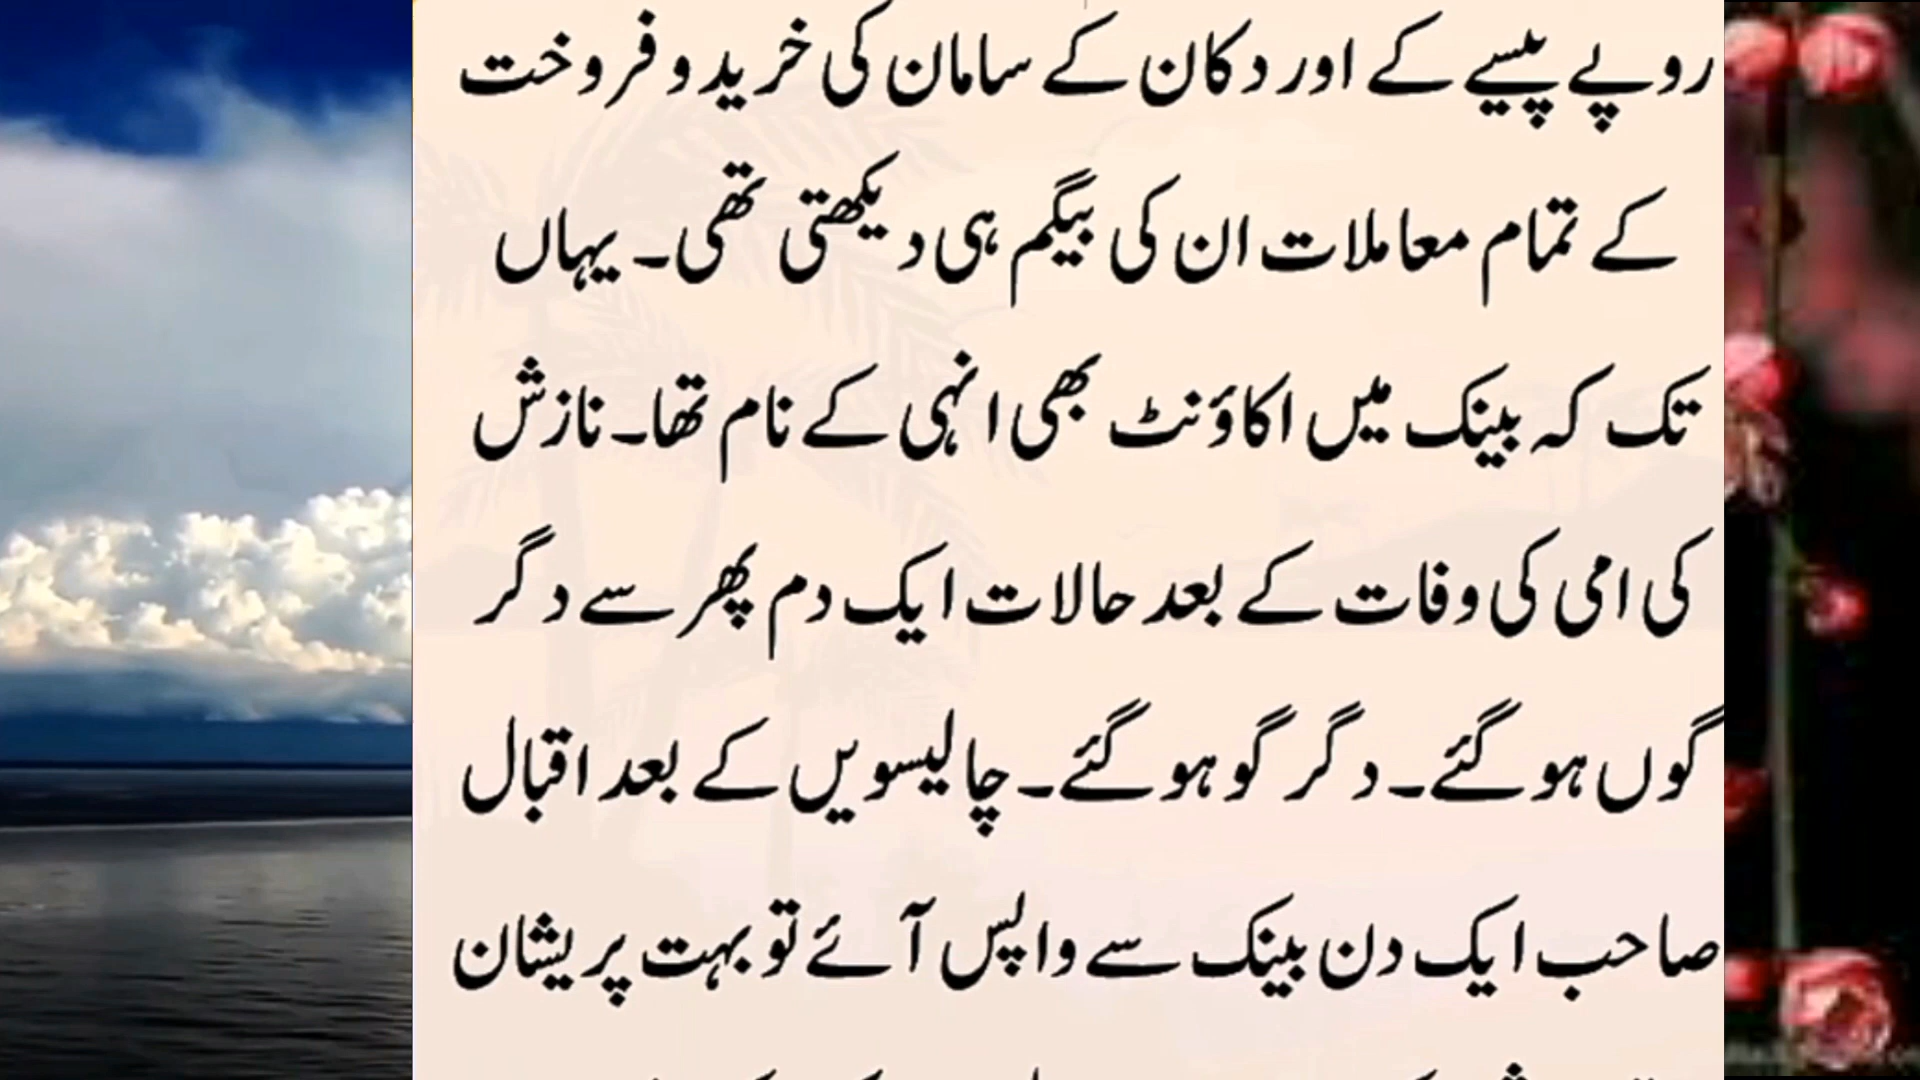 روپے پیسے کے اور دکان کے سامان کی خرید و فروخت
کے تمام معاملات ان کی بیگم ہی دیکھتی تھی۔ یہاں
تک کہ بینک میں اکاؤنٹ بھی انہی کے نام تھا۔ نازش
کی امی کی وفات کے بعد حالات ایک دم پھر سے دگر
گوں ہو گئے۔ دگر گو ہو گئے۔ چالیسویں کے بعد اقبال
صاحب ایک دن بینک سے واپس آئے تو بہت پریشان